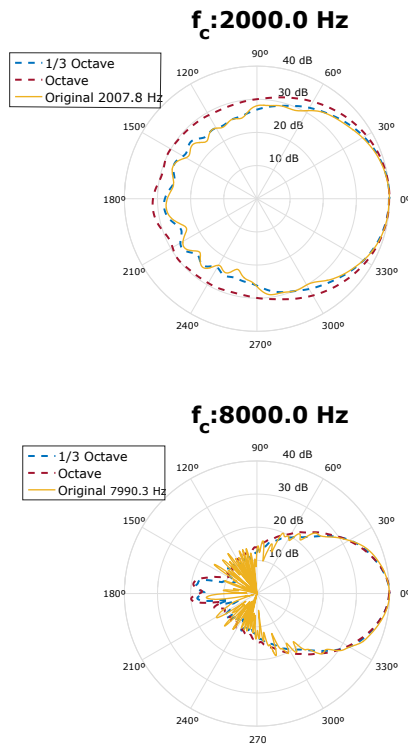 f_c:2000.0 Hz
1/3 Octave
Octave
Original 2007.8 Hz
90º
40 dB
120º
60º
30 dB
150º
20 dB
30º
10 dB
180º
0º
210º
330º
240º
300º
270º
f_c:8000.0 Hz
1/3 Octave
Octave
Original 7990.3 Hz
90º
40 dB
120º
60º
30 dB
150º
20 dB
30º
10 dB
180º
0º
210º
330º
240º
300º
270